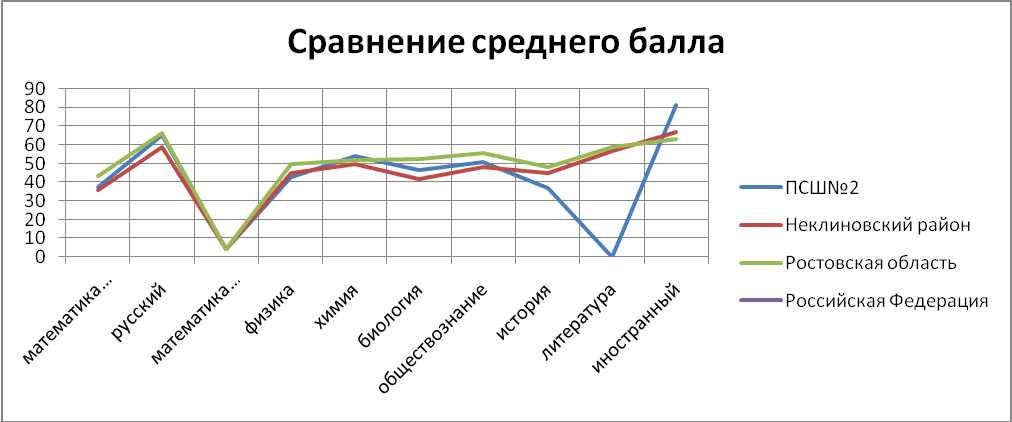 Сравнение среднего балла
90
80
70
60
50
40
30
20
10
0
математика...
русский
математика...
физика
химия
биология
обществознание
история
литература
иностранный
ПСШ№2
Неклиновский район
Ростовская область
Российская Федерация